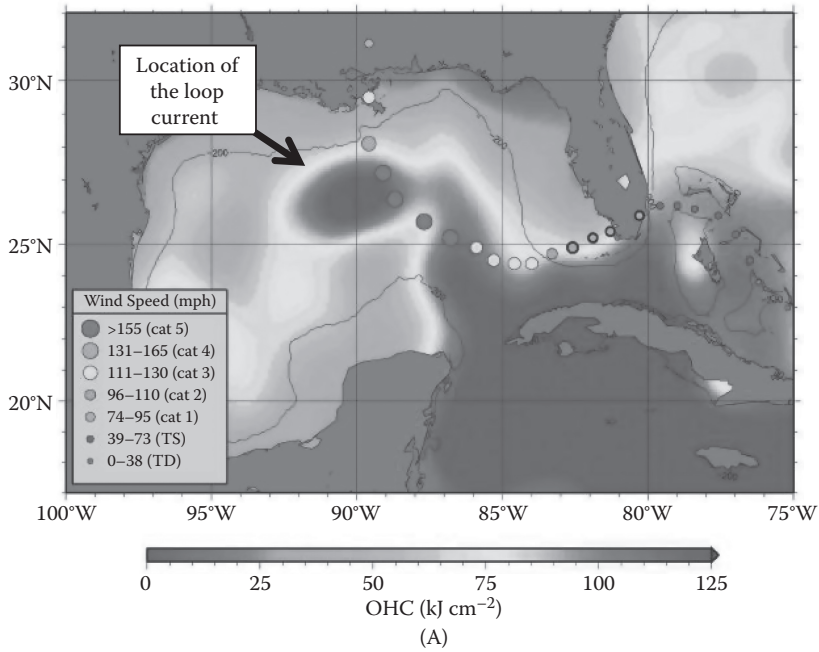 Location of
the loop
current
30°N
25°N
20°N
200
Wind Speed (mph)
>155 (cat 5)
131–165 (cat 4)
111–130 (cat 3)
96–110 (cat 2)
74–95 (cat 1)
39–73 (TS)
0–38 (TD)
100°W 95°W 90°W 85°W 80°W 75°W
0 25 50 75 100 125
OHC (kJ cm⁻²)
(A)